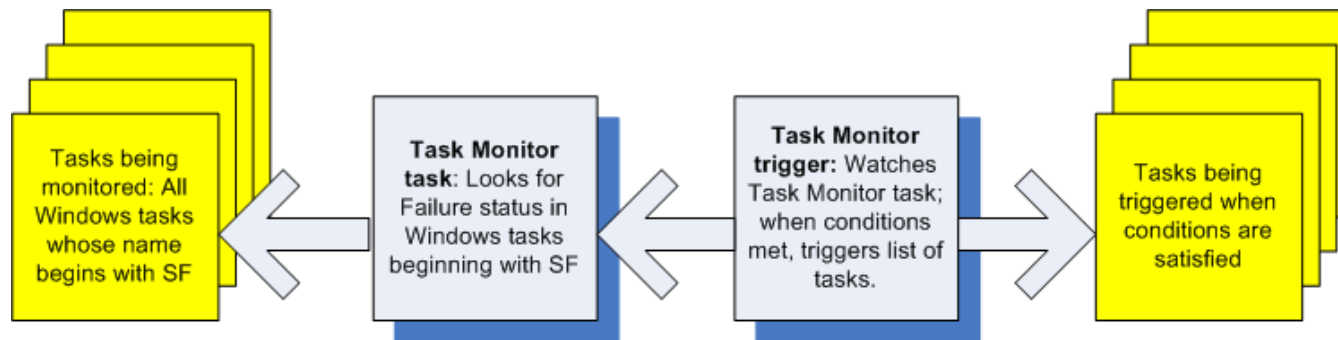 Tasks being
monitored: All
Windows tasks
whose name
begins with SF
Task Monitor
task: Looks for
Failure status in
Windows tasks
beginning with SF
Task Monitor
trigger: Watches
Task Monitor task;
when conditions
met, triggers list of
tasks.
Tasks being
triggered when
conditions are
satisfied